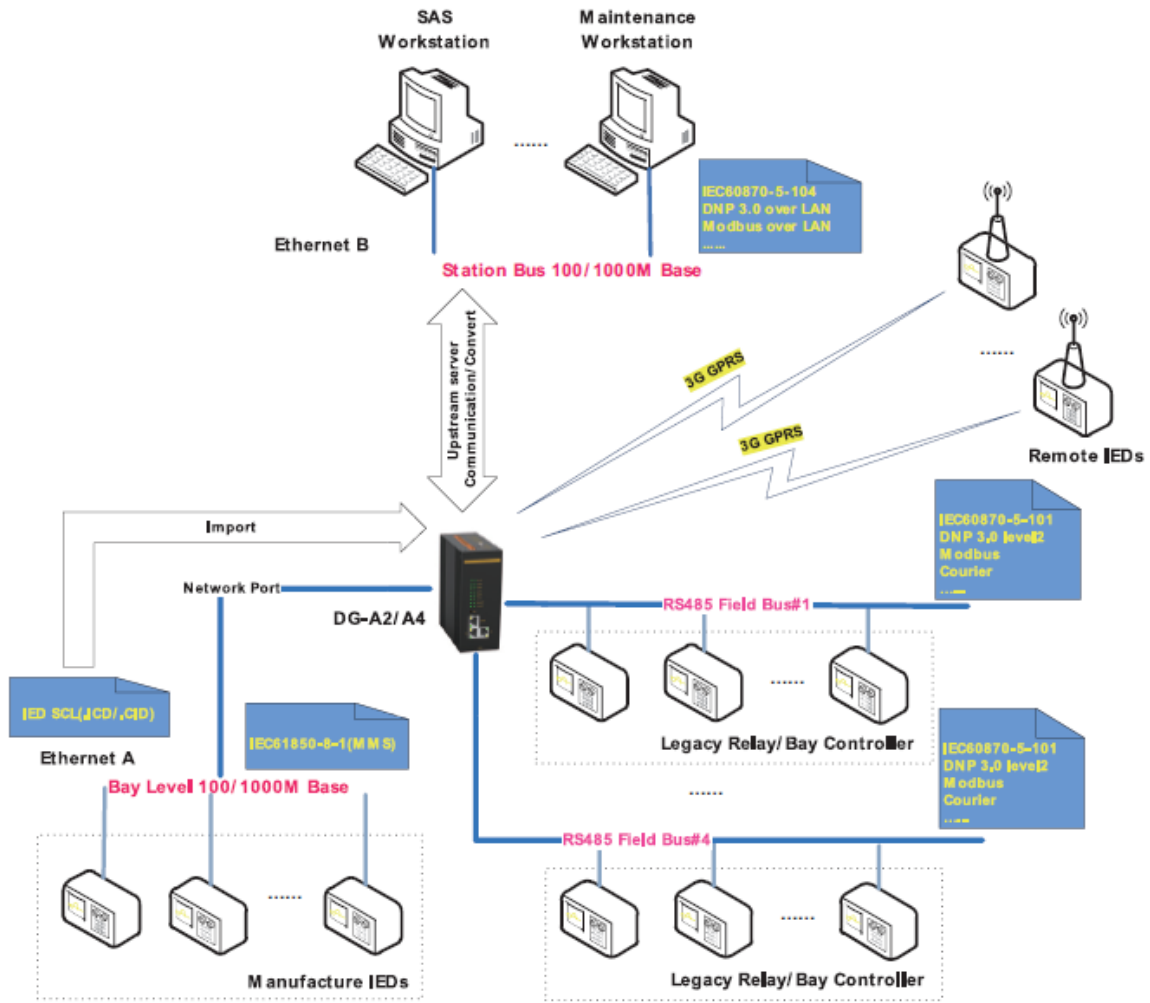 SAS
Workstation
Maintenance
Workstation
......
IEC60870-5-104
DNP 3.0 over LAN
Modbus over LAN
......
Ethernet B
Station Bus 100/1000M Base
Upstream server
Communication/Convert
3G GPRS
3G GPRS
......
Remote IEDs
Import
IEC60870-5-101
DNP 3.0 level2
Modbus
Courier
......
Network Port
DG-A2/A4
RS485 Field Bus#1
......
Legacy Relay/Bay Controller
IED SCL(.ICD/.CID)
Ethernet A
IEC61850-8-1(MMS)
Bay Level 100/1000M Base
......
IEC60870-5-101
DNP 3.0 level2
Modbus
Courier
......
RS485 Field Bus#4
......
Manufacture IEDs
......
Legacy Relay/Bay Controller